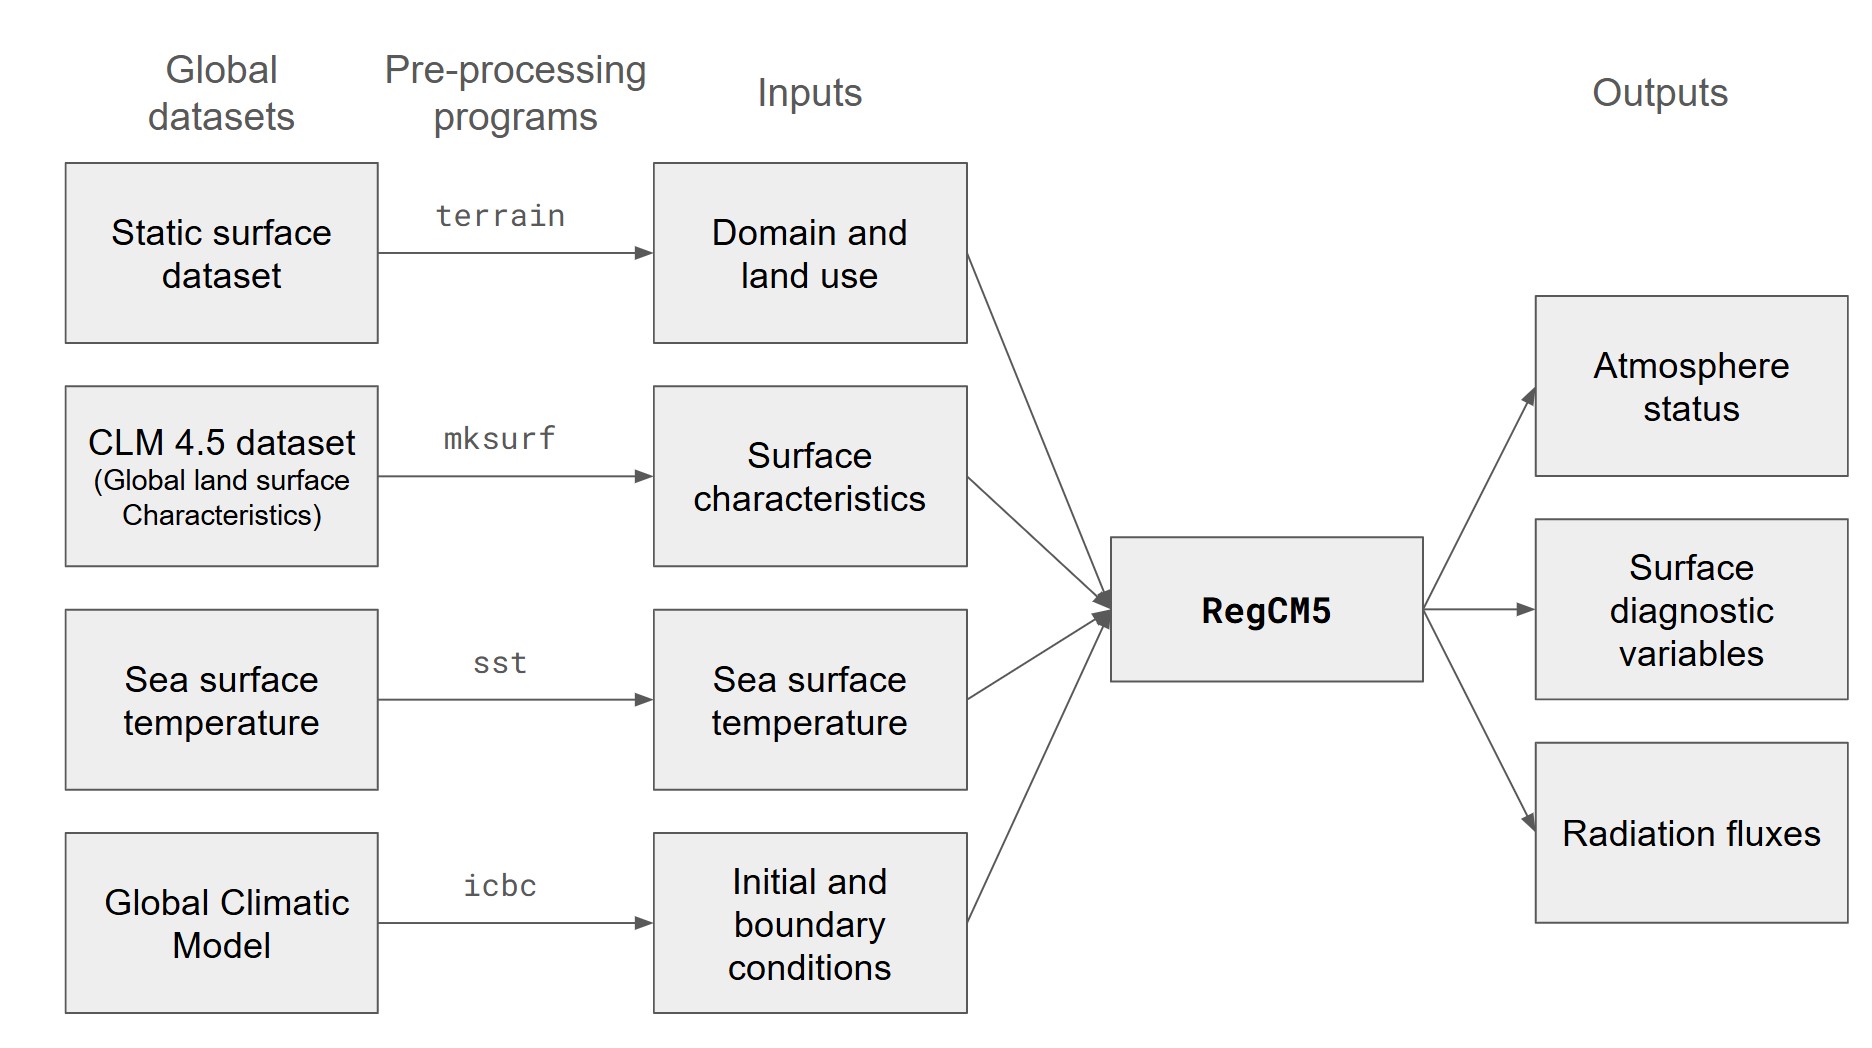 Global
datasets
Pre-processing
programs
Inputs
Outputs
Static surface
dataset
terrain
Domain and
land use
CLM 4.5 dataset
(Global land surface
Characteristics)
mksurf
Surface
characteristics
Sea surface
temperature
sst
Sea surface
temperature
Global Climatic
Model
icbc
Initial and
boundary
conditions
RegCM5
Atmosphere
status
Surface
diagnostic
variables
Radiation fluxes